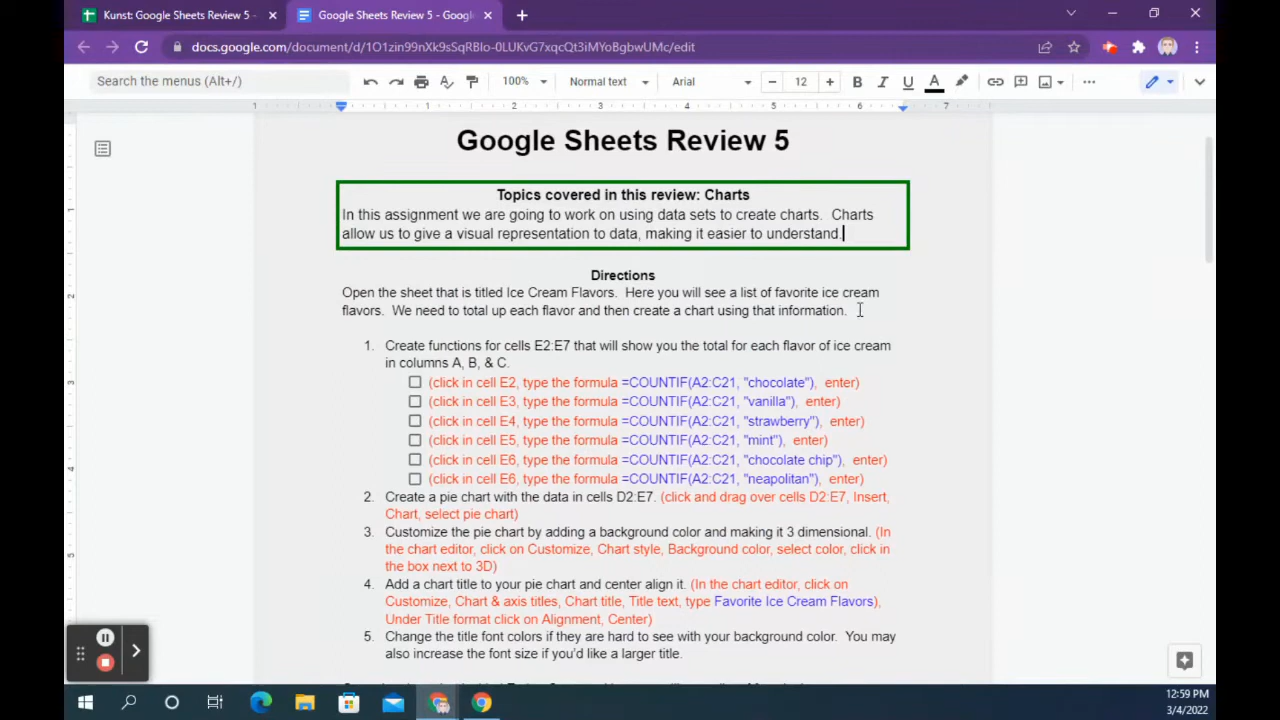 Kunst: Google Sheets Review 5 -
Google Sheets Review 5 - Goog
docs.google.com/document/d/1O1zin99nXk9sSqRBIo-0LUKvG7xqcQt3iMYoBgbwUMc/edit
Search the menus (Alt+/)
100%
Normal text
Arial
12
B I U A
1 1 2 3 4 5 6 7
Google Sheets Review 5
Topics covered in this review: Charts
In this assignment we are going to work on using data sets to create charts.  Charts
allow us to give a visual representation to data, making it easier to understand.
Directions
Open the sheet that is titled Ice Cream Flavors.  Here you will see a list of favorite ice cream
flavors.  We need to total up each flavor and then create a chart using that information.
1. Create functions for cells E2:E7 that will show you the total for each flavor of ice cream
in columns A, B, & C.
(click in cell E2, type the formula =COUNTIF(A2:C21, "chocolate"),  enter)
(click in cell E3, type the formula =COUNTIF(A2:C21, "vanilla"),  enter)
(click in cell E4, type the formula =COUNTIF(A2:C21, "strawberry"),  enter)
(click in cell E5, type the formula =COUNTIF(A2:C21, "mint"),  enter)
(click in cell E6, type the formula =COUNTIF(A2:C21, "chocolate chip"),  enter)
(click in cell E6, type the formula =COUNTIF(A2:C21, "neapolitan"),  enter)
2. Create a pie chart with the data in cells D2:E7. (click and drag over cells D2:E7, Insert,
Chart, select pie chart)
3. Customize the pie chart by adding a background color and making it 3 dimensional. (In
the chart editor, click on Customize, Chart style, Background color, select color, click in
the box next to 3D)
4. Add a chart title to your pie chart and center align it. (In the chart editor, click on
Customize, Chart & axis titles, Chart title, Title text, type Favorite Ice Cream Flavors),
Under Title format click on Alignment, Center)
5. Change the title font colors if they are hard to see with your background color.  You may
also increase the font size if you'd like a larger title.
12:59 PM
3/4/2022